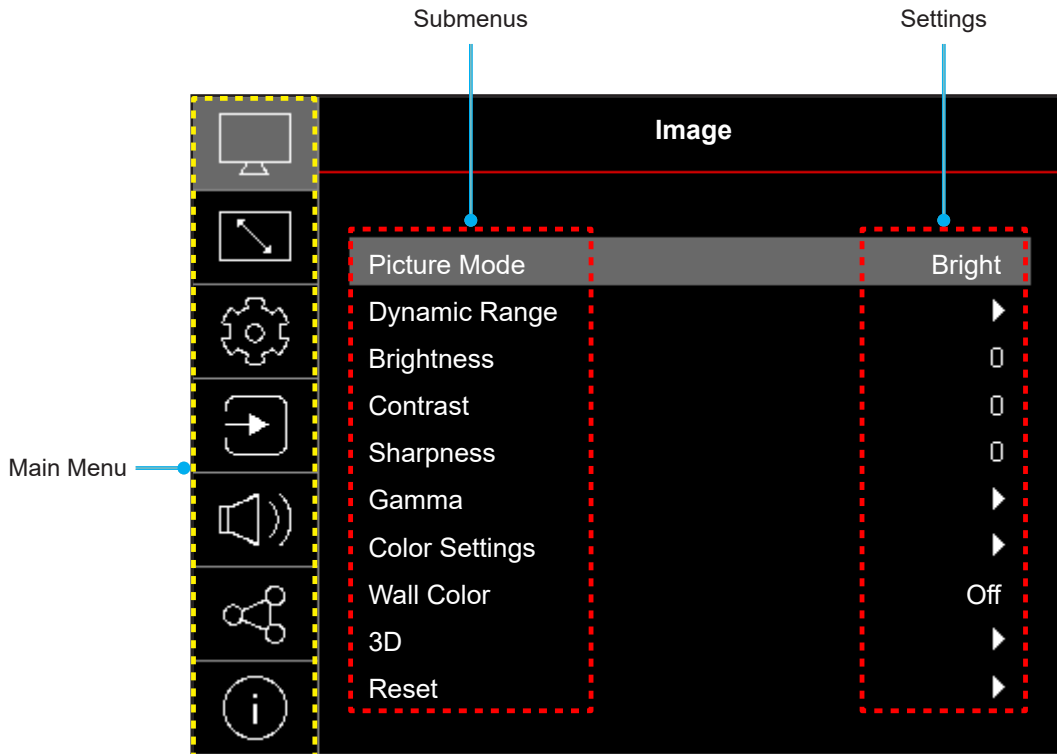 Submenus Settings
Image
Picture Mode Bright
Dynamic Range
Brightness 0
Contrast 0
Sharpness 0
Main Menu
Gamma
Color Settings
Wall Color Off
3D
Reset
i